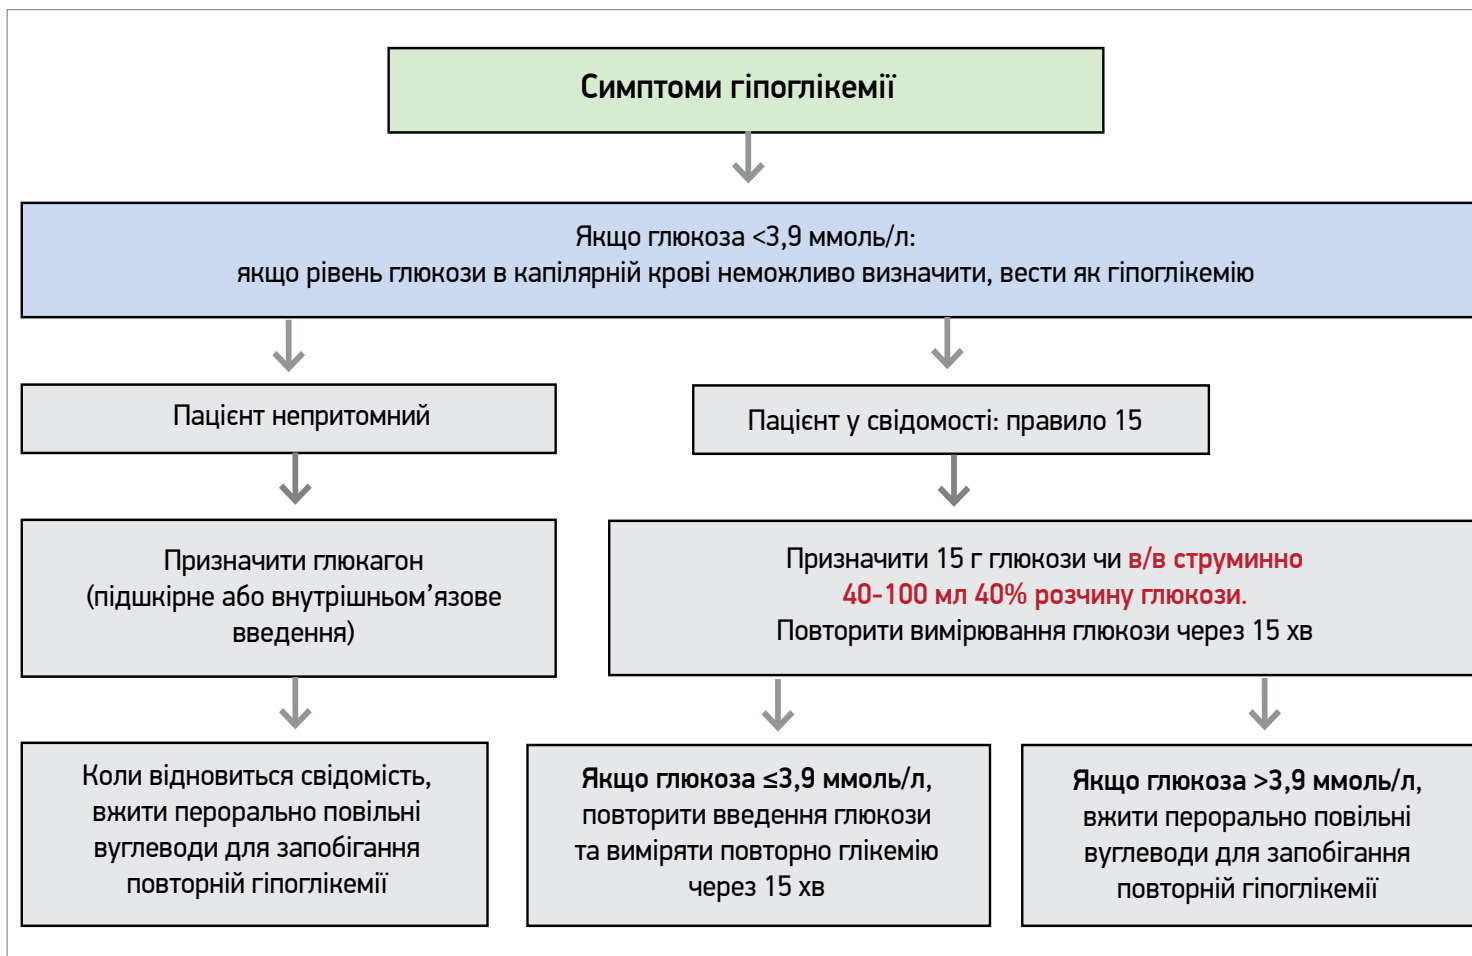 Симптоми гіпоглікемії
Якщо глюкоза <3,9 ммоль/л:
якщо рівень глюкози в капілярній крові неможливо визначити, вести як гіпоглікемію
Пацієнт непритомний
Пацієнт у свідомості: правило 15
Призначити глюкагон
(підшкірне або внутрішньом’язове
введення)
Призначити 15 г глюкози чи в/в струминно
40-100 мл 40% розчину глюкози.
Повторити вимірювання глюкози через 15 хв
Коли відновиться свідомість,
вжити перорально повільні
вуглеводи для запобігання
повторній гіпоглікемії
Якщо глюкоза ≤3,9 ммоль/л,
повторити введення глюкози
та виміряти повторно глікемію
через 15 хв
Якщо глюкоза >3,9 ммоль/л,
вжити перорально повільні
вуглеводи для запобігання
повторній гіпоглікемії